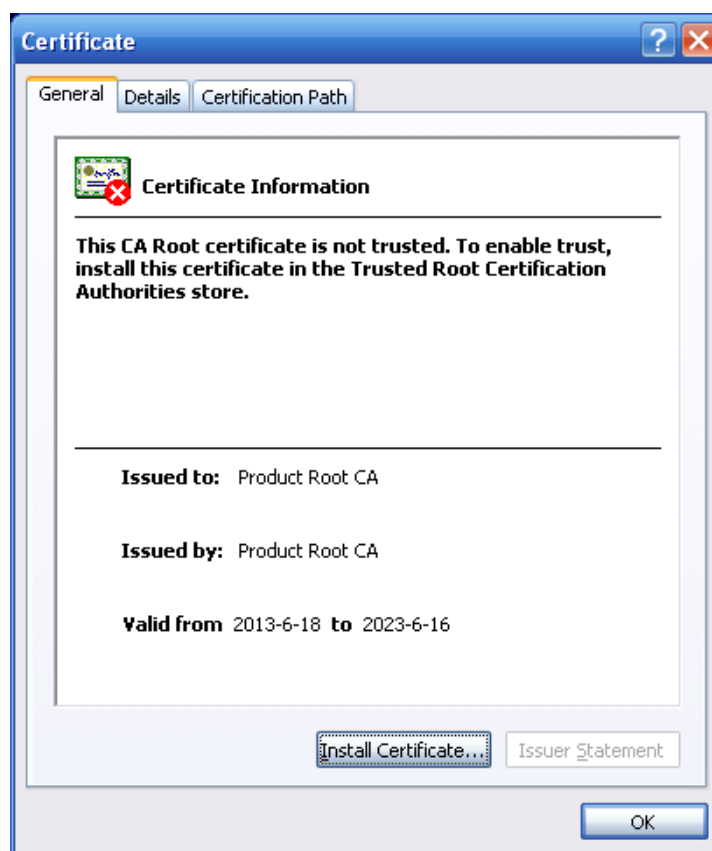 Certificate
General Details Certification Path
Certificate Information
This CA Root certificate is not trusted. To enable trust,
install this certificate in the Trusted Root Certification
Authorities store.
Issued to: Product Root CA
Issued by: Product Root CA
Valid from 2013-6-18 to 2023-6-16
Install Certificate... Issuer Statement
OK